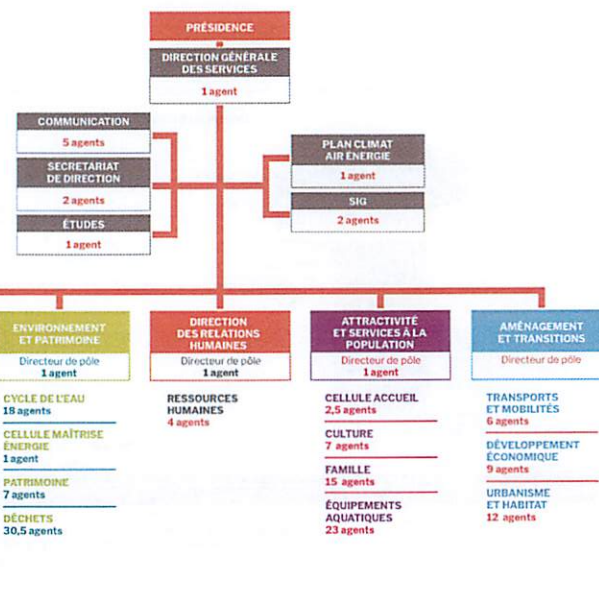 PRÉSIDENCE
DIRECTION GÉNÉRALE
DES SERVICES
1 agent
COMMUNICATION
5 agents
SECRETARIAT
DE DIRECTION
2 agents
ÉTUDES
1 agent
PLAN CLIMAT
AIR ENERGIE
1 agent
SIG
2 agents
ENVIRONNEMENT
ET PATRIMOINE
Directeur de pôle
1 agent
CYCLE DE L'EAU
18 agents
CELLULE MAÎTRISE
ÉNERGIE
1 agent
PATRIMOINE
7 agents
DÉCHETS
30,5 agents
DIRECTION
DES RELATIONS
HUMAINES
Directeur de pôle
1 agent
RESSOURCES
HUMAINES
4 agents
ATTRACTIVITÉ
ET SERVICES À LA
POPULATION
Directeur de pôle
1 agent
CELLULE ACCUEIL
2,5 agents
CULTURE
7 agents
FAMILLE
15 agents
ÉQUIPEMENTS
AQUATIQUES
23 agents
AMÉNAGEMENT
ET TRANSITIONS
Directeur de pôle
TRANSPORTS
ET MOBILITÉS
6 agents
DÉVELOPPEMENT
ÉCONOMIQUE
9 agents
URBANISME
ET HABITAT
12 agents